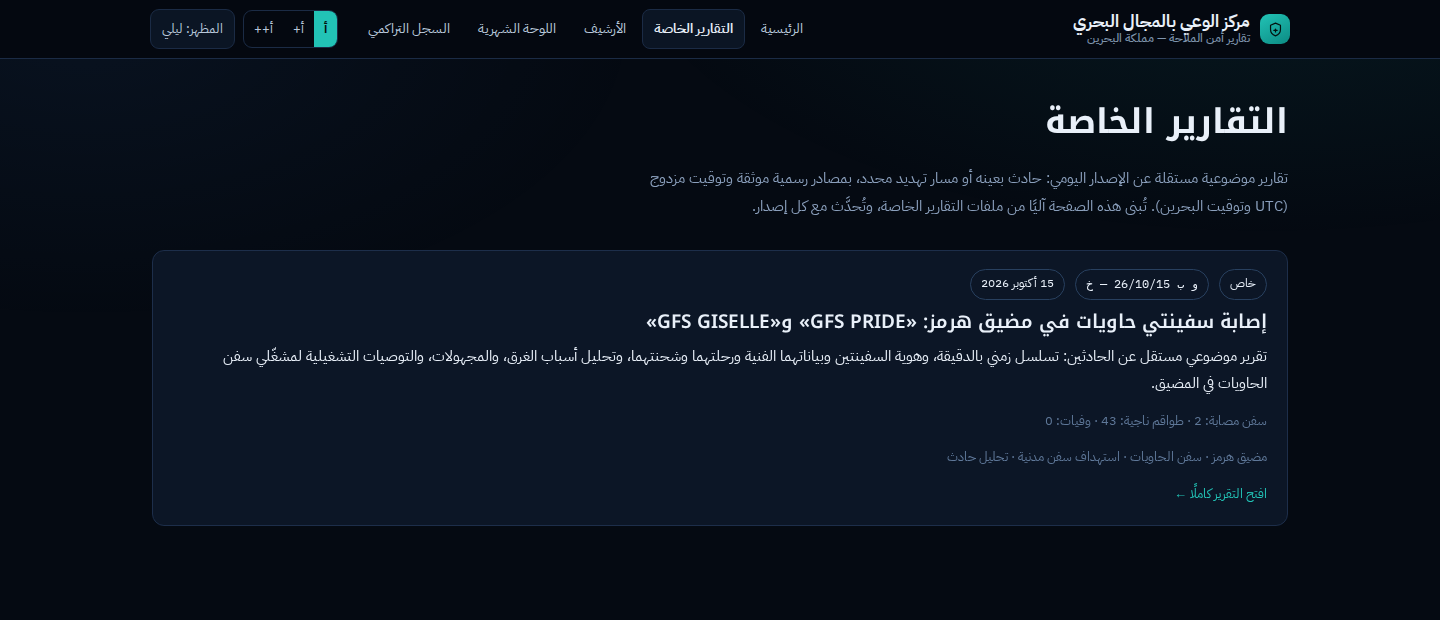 مركز الوعي بالمجال البحري
تقارير أمن الملاحة — مملكة البحرين
الرئيسية
التقارير الخاصة
الأرشيف
اللوحة الشهرية
السجل التراكمي
أ
أ+
أ++
المظهر: ليلي
التقارير الخاصة
تقارير موضوعية مستقلة عن الإصدار اليومي: حادث بعينه أو مسار تهديد محدد، بمصادر رسمية موثقة وتوقيت مزدوج
(UTC وتوقيت البحرين). تُبنى هذه الصفحة آليًا من ملفات التقارير الخاصة، وتُحدَّث مع كل إصدار.
خاص
و ب 26/10/15 – خ
15 أكتوبر 2026
إصابة سفينتي حاويات في مضيق هرمز: «GFS PRIDE» و«GFS GISELLE»
تقرير موضوعي مستقل عن الحادثين: تسلسل زمني بالدقيقة، وهوية السفينتين وبياناتهما الفنية ورحلتهما وشحنتهما، وتحليل أسباب الغرق، والمجهولات، والتوصيات التشغيلية لمشغّلي سفن
الحاويات في المضيق.
سفن مصابة: 2 · طواقم ناجية: 43 · وفيات: 0
مضيق هرمز · سفن الحاويات · استهداف سفن مدنية · تحليل حادث
افتح التقرير كاملًا ←